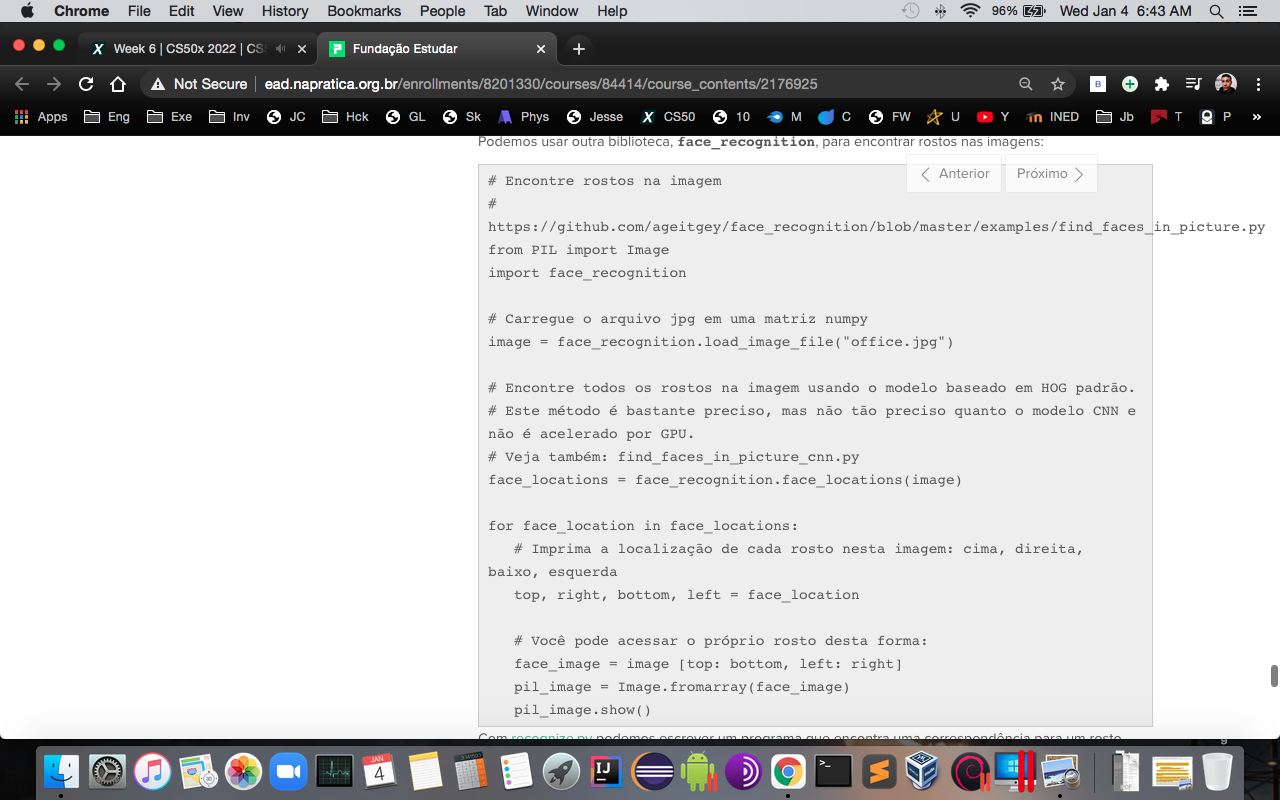 Chrome File Edit View History Bookmarks People Tab Window Help 96% Wed Jan 4 6:43 AM
Week 6 | CS50x 2022 | CS Fundação Estudar
Not Secure ead.napratica.org.br/enrollments/8201330/courses/84414/course_contents/2176925
Apps Eng Exe Inv JC Hck GL Sk Phys Jesse CS50 10 M C FW U Y INED Jb T P »
Podemos usar outra biblioteca, face_recognition, para encontrar rostos nas imagens:
Anterior Próximo
# Encontre rostos na imagem
#
https://github.com/ageitgey/face_recognition/blob/master/examples/find_faces_in_picture.py
from PIL import Image
import face_recognition
# Carregue o arquivo jpg em uma matriz numpy
image = face_recognition.load_image_file("office.jpg")
# Encontre todos os rostos na imagem usando o modelo baseado em HOG padrão.
# Este método é bastante preciso, mas não tão preciso quanto o modelo CNN e
não é acelerado por GPU.
# Veja também: find_faces_in_picture_cnn.py
face_locations = face_recognition.face_locations(image)
for face_location in face_locations:
# Imprima a localização de cada rosto nesta imagem: cima, direita,
baixo, esquerda
top, right, bottom, left = face_location
# Você pode acessar o próprio rosto desta forma:
face_image = image [top: bottom, left: right]
pil_image = Image.fromarray(face_image)
pil_image.show()
Com recognize.py podemos escrever um programa que encontra uma correspondência para um rosto
JAN
4
IJ